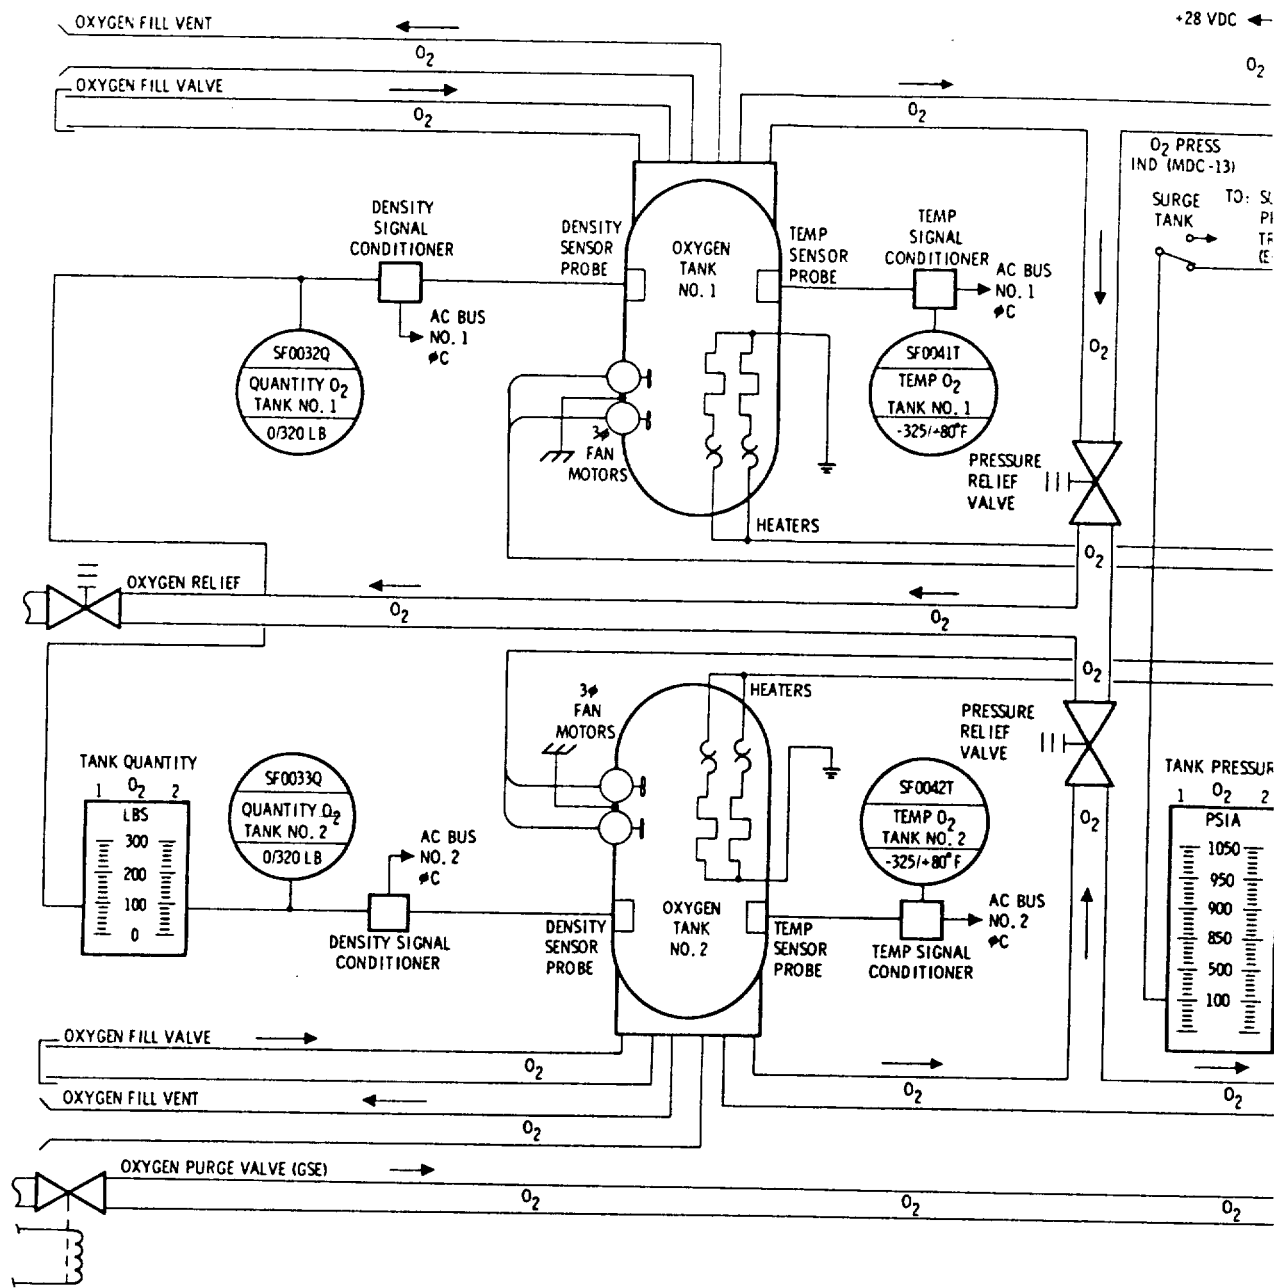 OXYGEN FILL VENT
O2
+28 VDC
O2
OXYGEN FILL VALVE
O2
O2
O2 PRESS
IND (MDC-13)
SURGE
TANK
TO:
DENSITY
SIGNAL
CONDITIONER
DENSITY
SENSOR
PROBE
OXYGEN
TANK
NO. 1
TEMP
SENSOR
PROBE
TEMP
SIGNAL
CONDITIONER
AC BUS
NO. 1
φC
AC BUS
NO. 1
φC
SF0032Q
QUANTITY O2
TANK NO. 1
0/320 LB
SF0041T
TEMP O2
TANK NO. 1
-325/+80°F
O2
3φ
FAN
MOTORS
HEATERS
PRESSURE
RELIEF
VALVE
O2
OXYGEN RELIEF
O2
O2
O2
3φ
FAN
MOTORS
HEATERS
PRESSURE
RELIEF
VALVE
TANK QUANTITY
1 O2 2
LBS
300
200
100
0
SF0033Q
QUANTITY O2
TANK NO. 2
0/320 LB
AC BUS
NO. 2
φC
DENSITY SIGNAL
CONDITIONER
DENSITY
SENSOR
PROBE
OXYGEN
TANK
NO. 2
TEMP
SENSOR
PROBE
SF0042T
TEMP O2
TANK NO. 2
-325/+80°F
AC BUS
NO. 2
φC
TEMP SIGNAL
CONDITIONER
O2
TANK PRESSUR
1 O2 2
PSIA
1050
950
900
850
500
100
OXYGEN FILL VALVE
O2
O2
O2
OXYGEN FILL VENT
O2
OXYGEN PURGE VALVE (GSE)
O2
O2
O2